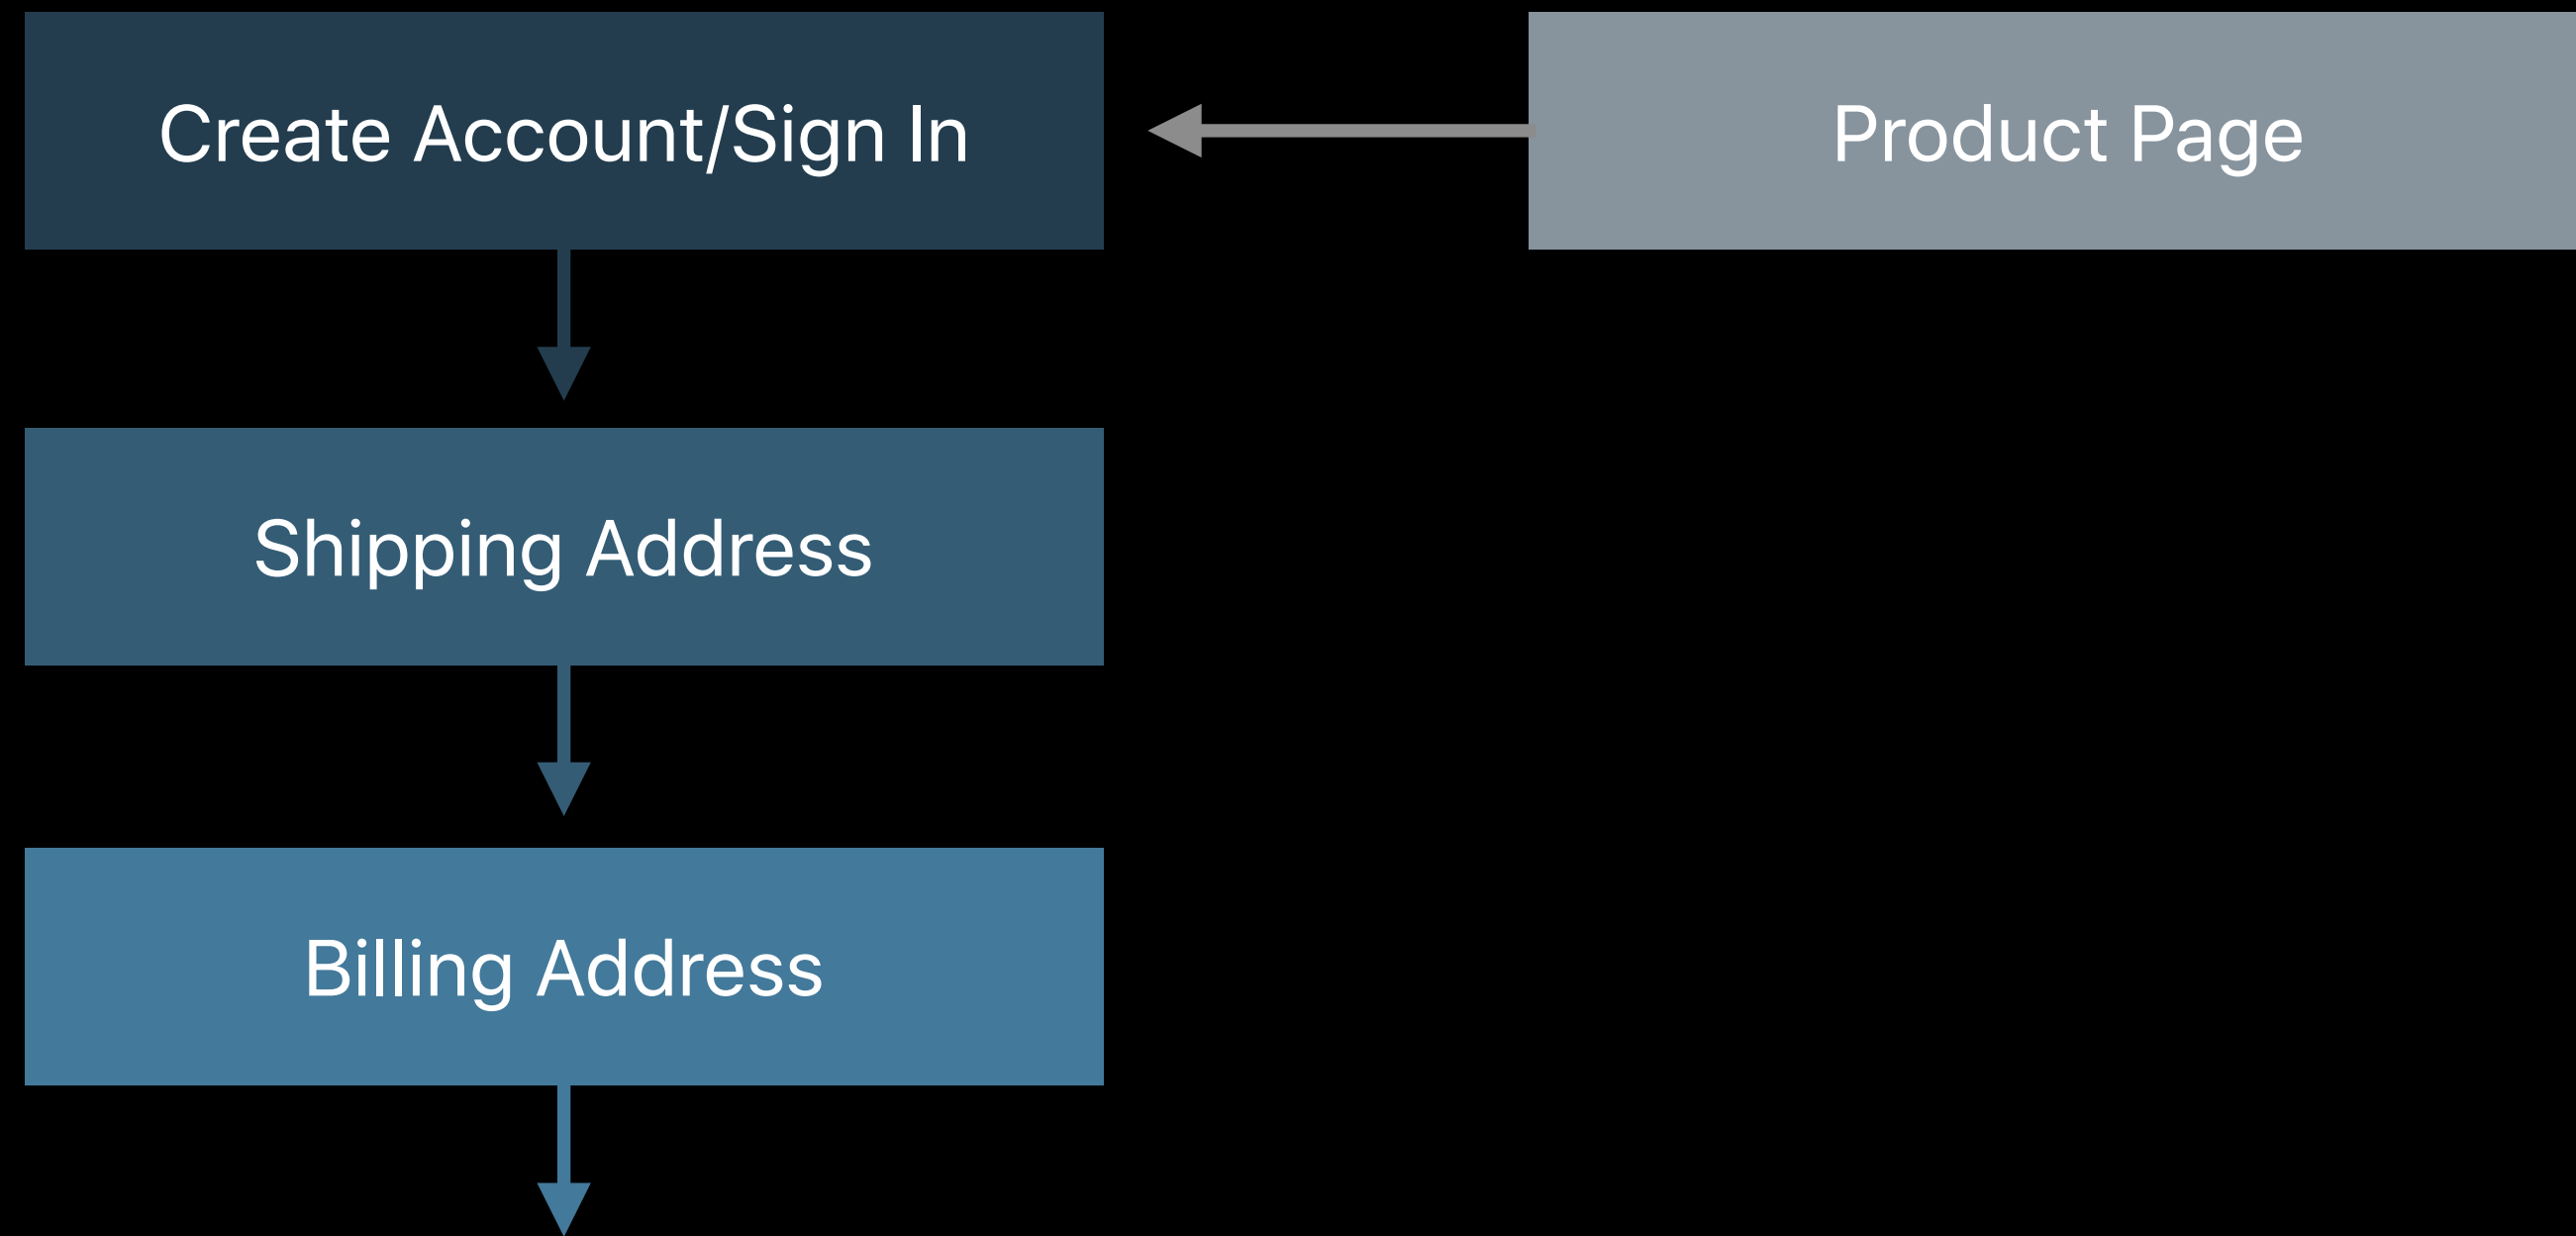 Create Account/Sign In
Product Page
Shipping Address
Billing Address